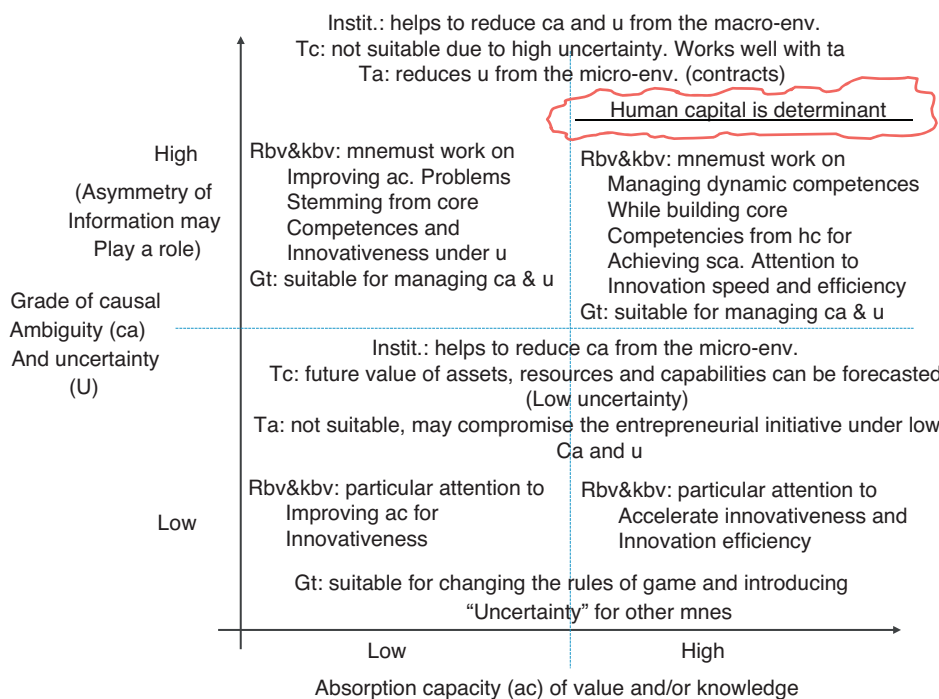 Instit.: helps to reduce ca and u from the macro-env.
Tc: not suitable due to high uncertainty. Works well with ta
Ta: reduces u from the micro-env. (contracts)
Human capital is determinant
High
(Asymmetry of
Information may
Play a role)
Rbv&kbv: mnemust work on
Improving ac. Problems
Stemming from core
Competences and
Innovativeness under u
Gt: suitable for managing ca & u
Rbv&kbv: mnemust work on
Managing dynamic competences
While building core
Competencies from hc for
Achieving sca. Attention to
Innovation speed and efficiency
Gt: suitable for managing ca & u
Grade of causal
Ambiguity (ca)
And uncertainty
(U)
Instit.: helps to reduce ca from the micro-env.
Tc: future value of assets, resources and capabilities can be forecasted
(Low uncertainty)
Ta: not suitable, may compromise the entrepreneurial initiative under low
Ca and u
Low
Rbv&kbv: particular attention to
Improving ac for
Innovativeness
Rbv&kbv: particular attention to
Accelerate innovativeness and
Innovation efficiency
Gt: suitable for changing the rules of game and introducing
“Uncertainty” for other mnes
Low
High
Absorption capacity (ac) of value and/or knowledge